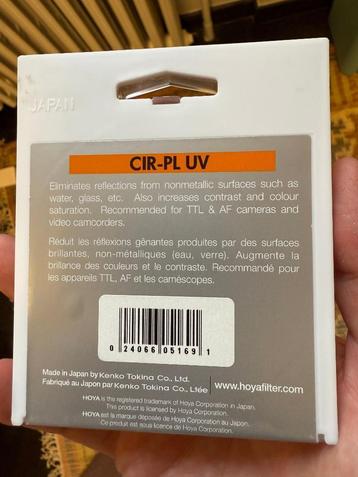 JAPAN
CIR-PL UV
Eliminates reflections from nonmetallic surfaces such as
water, glass, etc. Also increases contrast and colour
saturation. Recommended for TTL & AF cameras and
video camcorders.
Réduit les réflexions gênantes produites par des surfaces
brillantes, non-métalliques (eau, verre). Augmente la
brillance des couleurs et le contraste. Recommandé pour
les appareils TTL, AF et les caméscopes.
0 24066 05169 1
Made in Japan by Kenko Tokina Co., Ltd.
Fabriqué au Japon par Kenko Tokina Co., Ltée
www.hoyafilter.com
HOYA is the registered trademark of Hoya Corporation in Japan.
This product is licensed by Hoya Corporation.
HOYA est la marque déposée de Hoya Corporation au Japon.
Ce produit est sous licence de Hoya Corporation.